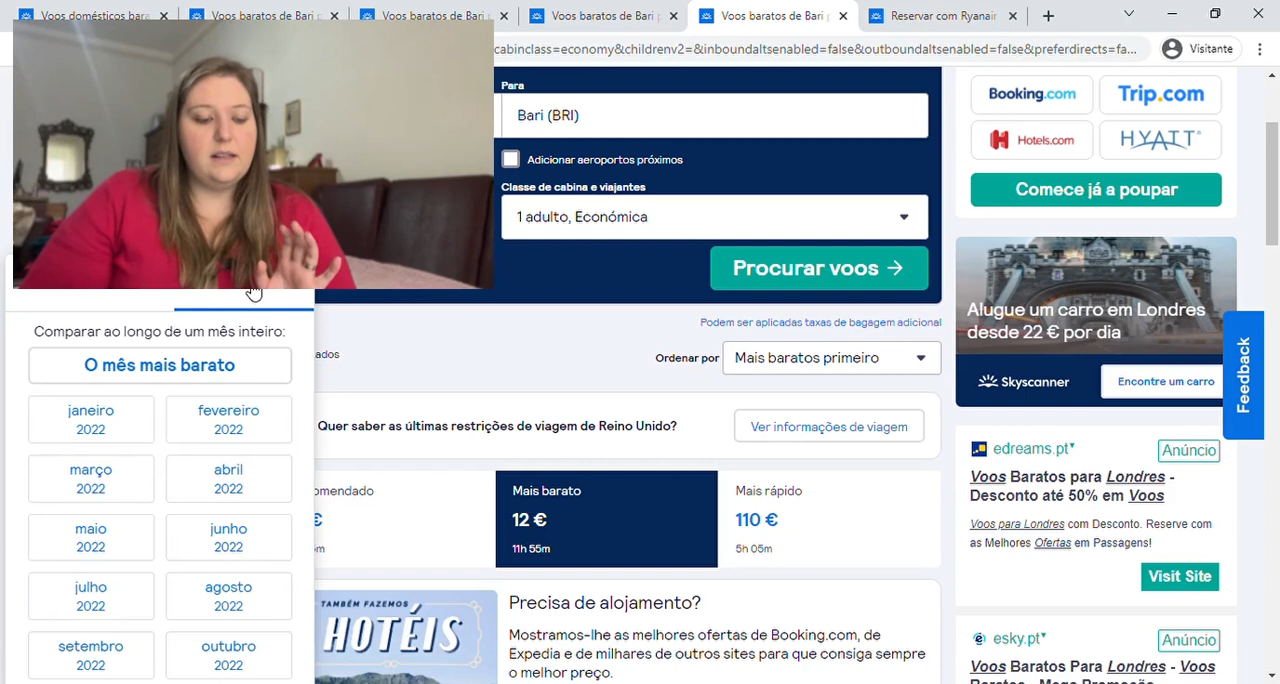 Voos domésticos bara
Voos baratos de Bari p
Voos baratos de Bari
Voos baratos de Bari p
Voos baratos de Bari p
Reservar com Ryanair
cabinclass=economy&childrenv2=&inboundaltsenabled=false&outboundaltsenabled=false&preferdirects=fa...
Visitante
Para
Bari (BRI)
Adicionar aeroportos próximos
Classe de cabina e viajantes
1 adulto, Económica
Procurar voos →
Podem ser aplicadas taxas de bagagem adicional
ados
Ordenar por
Mais baratos primeiro
Quer saber as últimas restrições de viagem de Reino Unido?
Ver informações de viagem
omendado
€
Mais barato
12 €
11h 55m
Mais rápido
110 €
5h 05m
TAMBÉM FAZEMOS
HOTÉIS
Precisa de alojamento?
Mostramos-lhe as melhores ofertas de Booking.com, de
Expedia e de milhares de outros sites para que consiga sempre
o melhor preço.
Comparar ao longo de um mês inteiro:
O mês mais barato
janeiro
2022
fevereiro
2022
março
2022
abril
2022
maio
2022
junho
2022
julho
2022
agosto
2022
setembro
2022
outubro
2022
Booking.com
Trip.com
Hotels.com
HYATT
Comece já a poupar
Alugue um carro em Londres
desde 22 € por dia
Skyscanner
Encontre um carro
Feedback
edreams.pt
Anúncio
Voos Baratos para Londres -
Desconto até 50% em Voos
Voos para Londres com Desconto. Reserve com
as Melhores Ofertas em Passagens!
Visit Site
esky.pt
Anúncio
Voos Baratos Para Londres - Voos